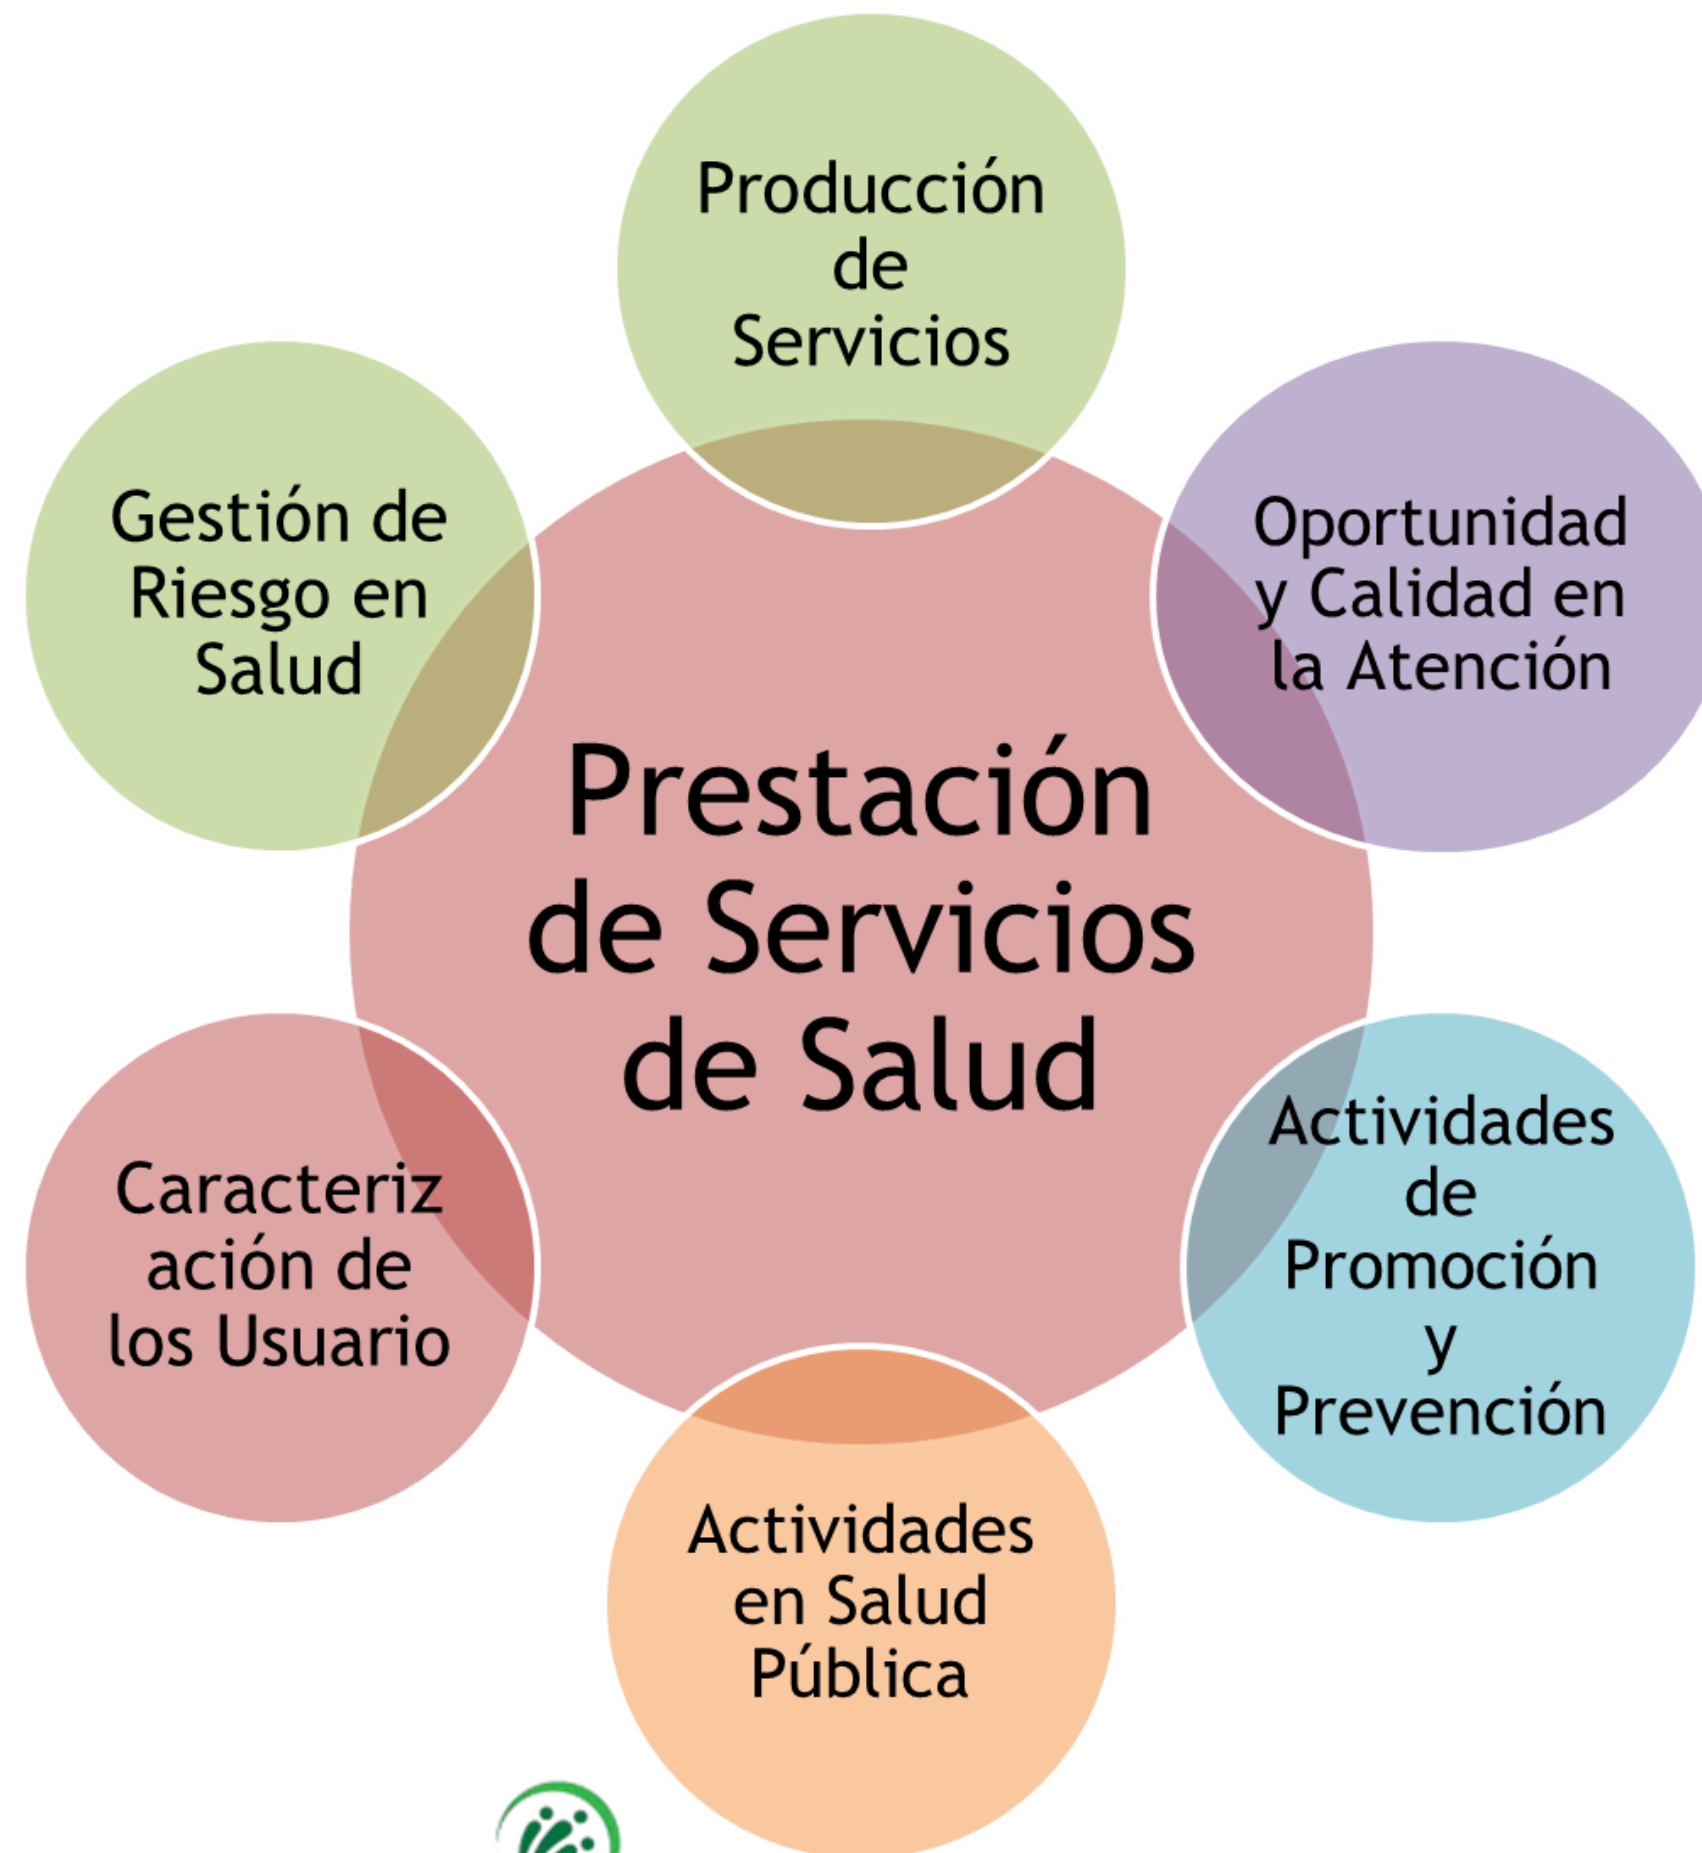 Producción
de
Servicios
Oportunidad
y Calidad en
la Atención
Actividades
de
Promoción
y
Prevención
Actividades
en Salud
Pública
Caracteriz
ación de
los Usuario
Gestión de
Riesgo en
Salud
Prestación
de Servicios
de Salud